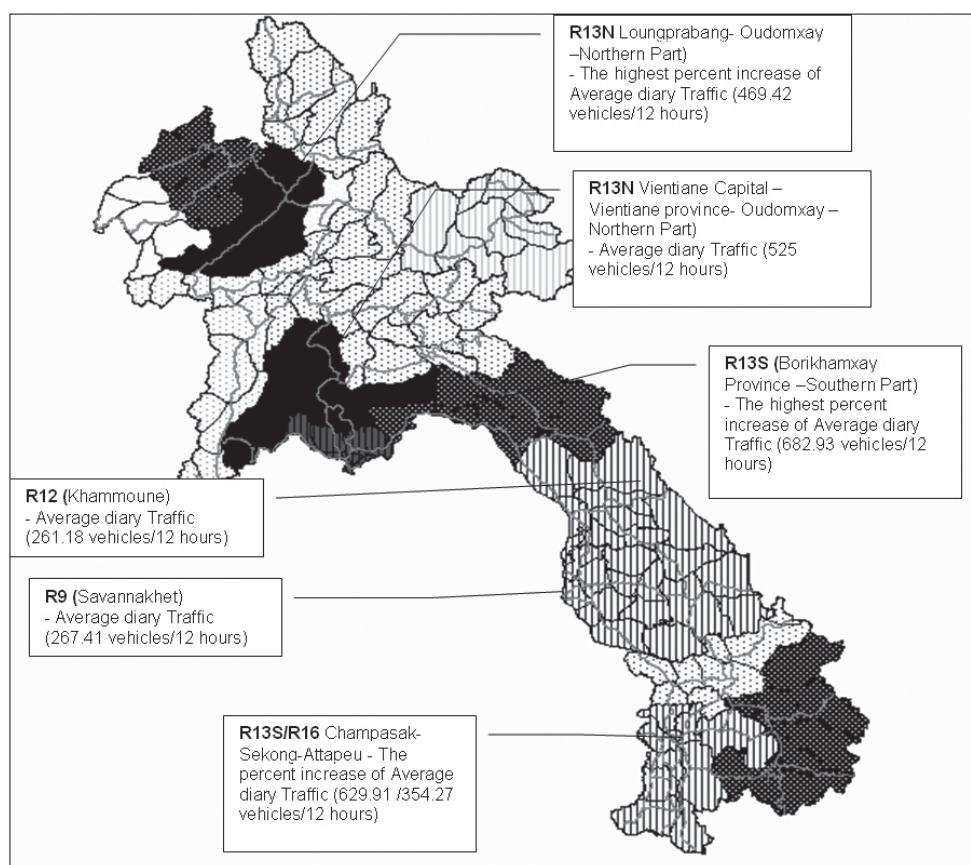 R13N Loungprabang- Oudomxay
–Northern Part)
- The highest percent increase of
Average diary Traffic (469.42
vehicles/12 hours)
R13N Vientiane Capital –
Vientiane province- Oudomxay –
Northern Part)
- Average diary Traffic (525
vehicles/12 hours)
R13S (Borikhamxay
Province –Southern Part)
- The highest percent
increase of Average diary
Traffic (682.93 vehicles/12
hours)
R12 (Khammoune)
- Average diary Traffic
(261.18 vehicles/12 hours)
R9 (Savannakhet)
- Average diary Traffic
(267.41 vehicles/12 hours)
R13S/R16 Champasak-
Sekong-Attapeu - The
percent increase of Average
diary Traffic (629.91 /354.27
vehicles/12 hours)